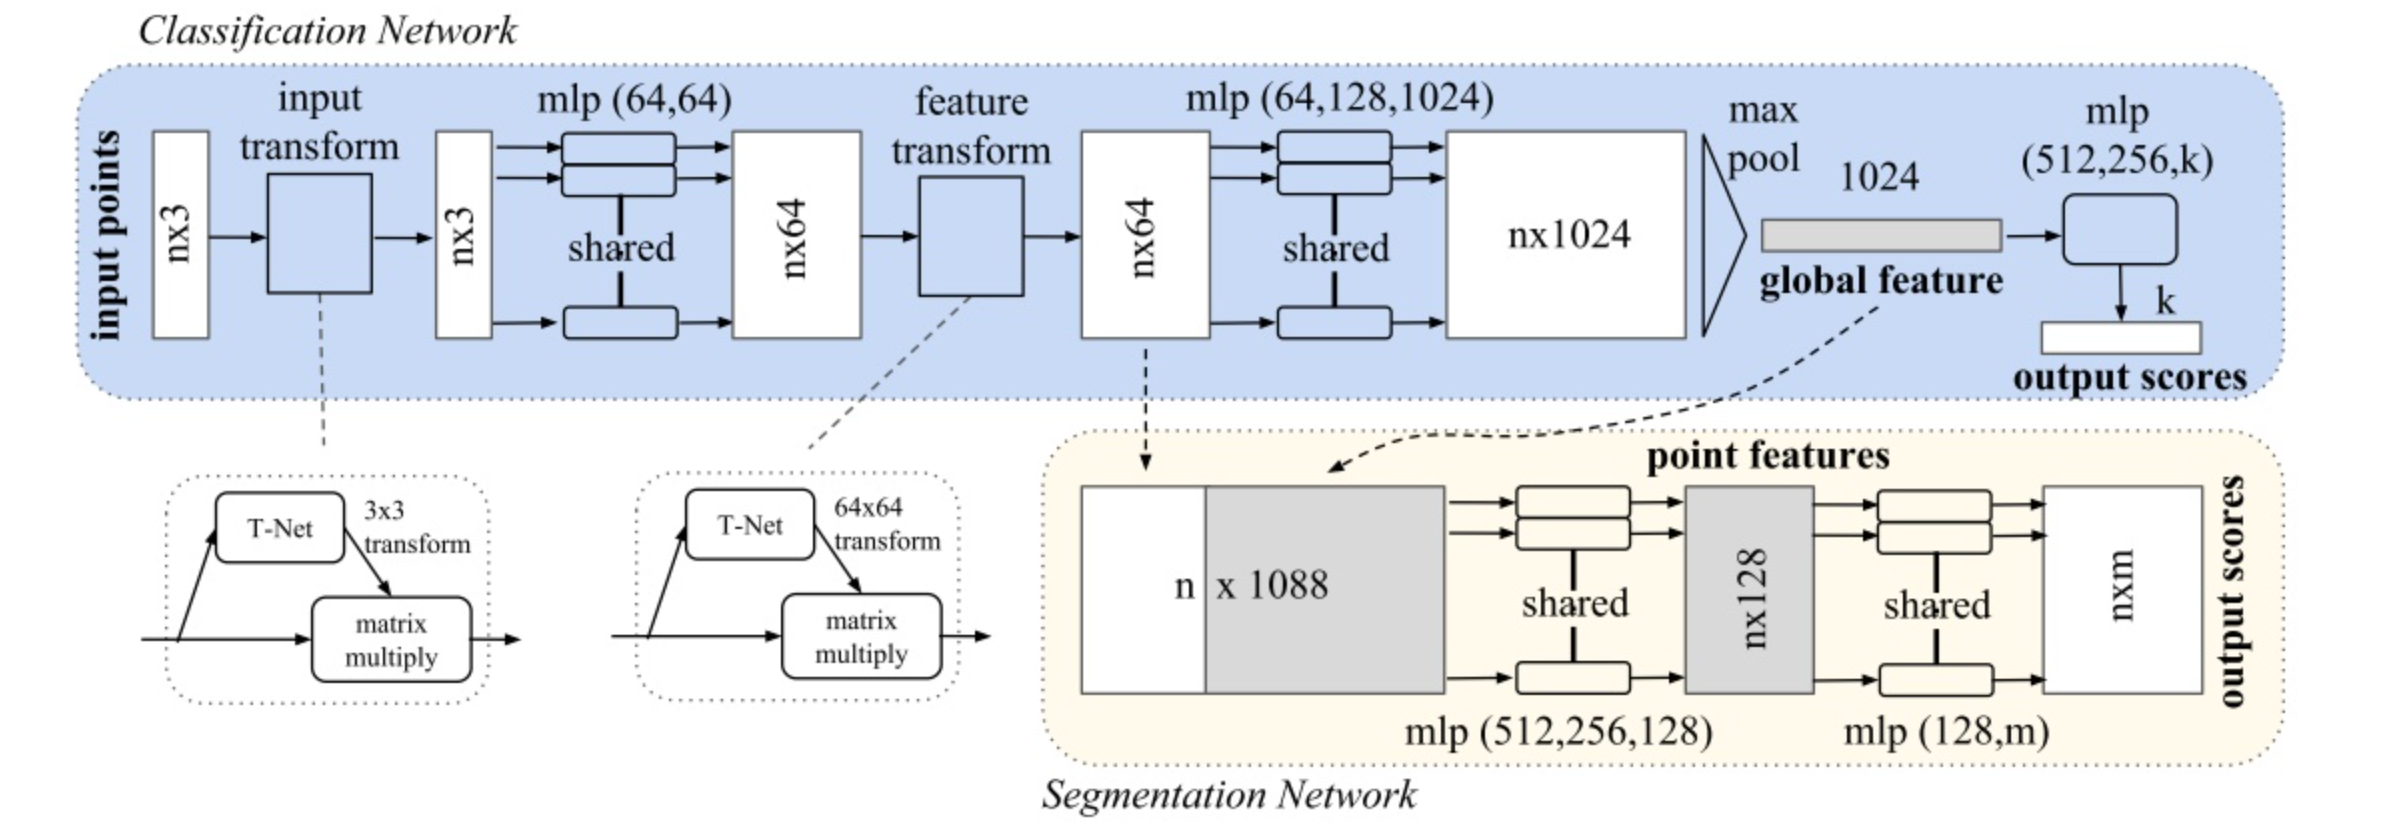 Classification Network
input points
nx3
input
transform
nx3
mlp (64,64)
shared
nx64
feature
transform
nx64
mlp (64,128,1024)
shared
nx1024
max
pool
1024
global feature
mlp
(512,256,k)
k
output scores
T-Net
3x3
transform
matrix
multiply
T-Net
64x64
transform
matrix
multiply
point features
n x 1088
shared
mlp (512,256,128)
nx128
shared
mlp (128,m)
nxm
output scores
Segmentation Network